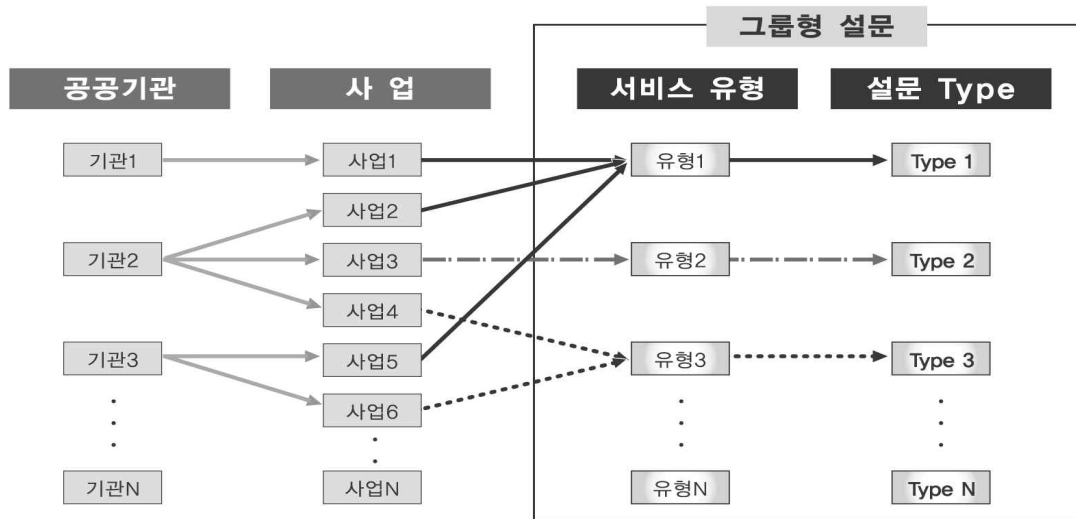 그룹형 설문
공공기관 사 업 서비스 유형 설문 Type
기관1 사업1 유형1 Type 1
사업2
기관2 사업3 유형2 Type 2
사업4
기관3 사업5 유형3 Type 3
사업6
기관N 사업N 유형N Type N